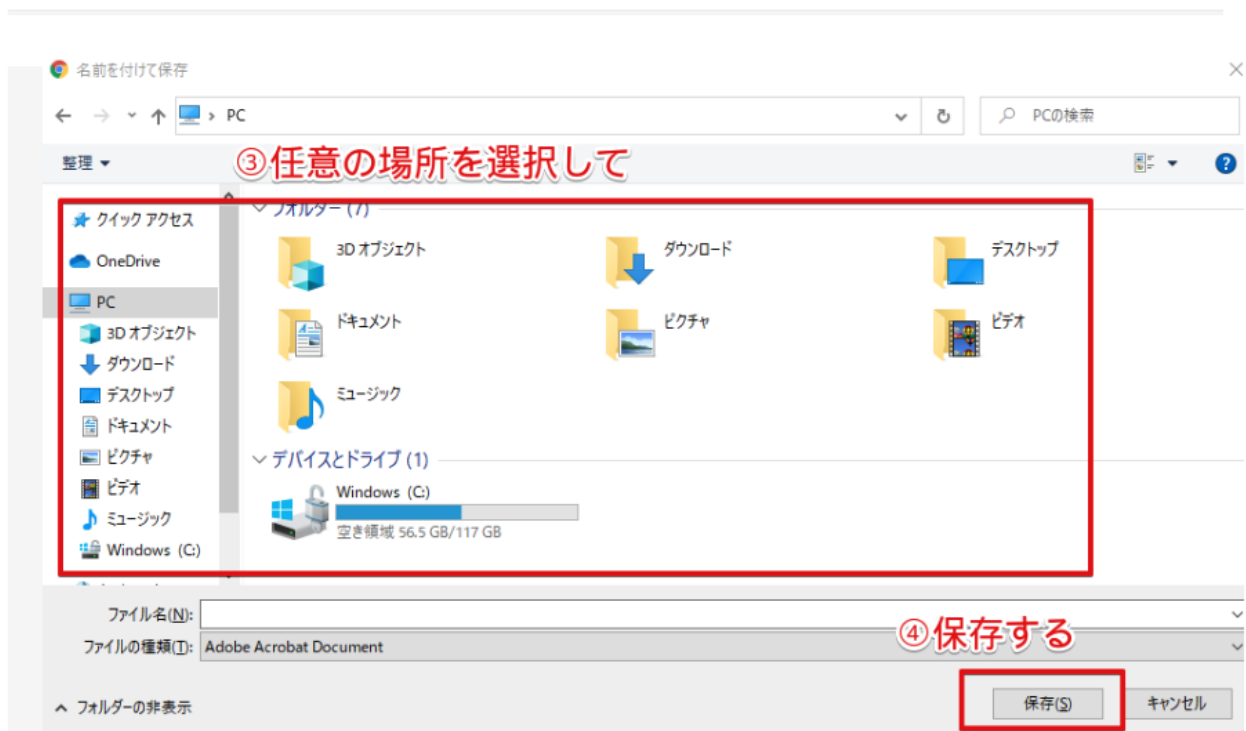 名前を付けて保存
PC
PCの検索
整理
③任意の場所を選択して
クイック アクセス
OneDrive
PC
3D オブジェクト
ダウンロード
デスクトップ
ドキュメント
ピクチャ
ビデオ
ミュージック
Windows (C:)
フォルダー (7)
3D オブジェクト
ダウンロード
デスクトップ
ドキュメント
ピクチャ
ビデオ
ミュージック
デバイスとドライブ (1)
Windows (C:)
空き領域 56.5 GB/117 GB
ファイル名(N):
ファイルの種類(T): Adobe Acrobat Document
④保存する
フォルダーの非表示
保存(S)
キャンセル